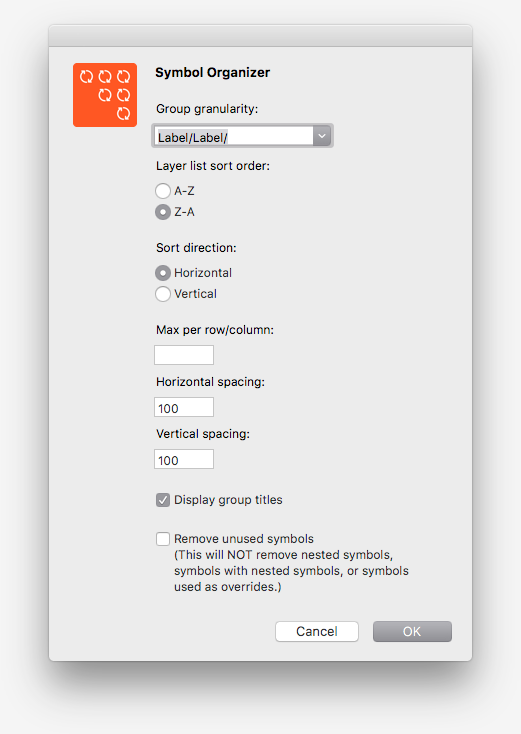 Symbol Organizer
Group granularity:
Label/Label/
Layer list sort order:
A-Z
Z-A
Sort direction:
Horizontal
Vertical
Max per row/column:
Horizontal spacing:
100
Vertical spacing:
100
Display group titles
Remove unused symbols
(This will NOT remove nested symbols,
symbols with nested symbols, or symbols
used as overrides.)
Cancel
OK